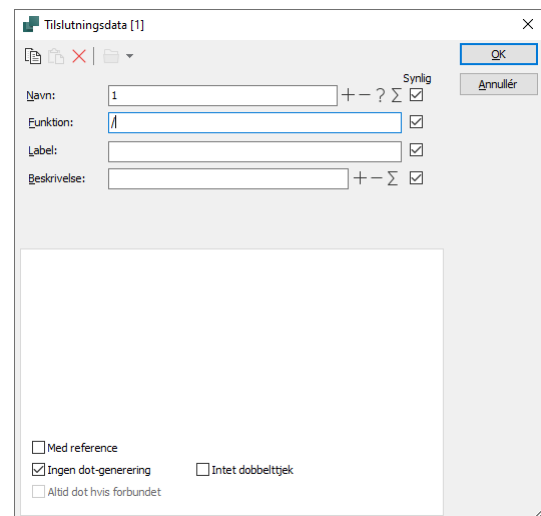 Tilslutningsdata [1]
OK
Synlig
Annullér
Navn: 1 + − ? Σ
Funktion: /
Label:
Beskrivelse: + − Σ
Med reference
Ingen dot-generering Intet dobbelttjek
Altid dot hvis forbundet